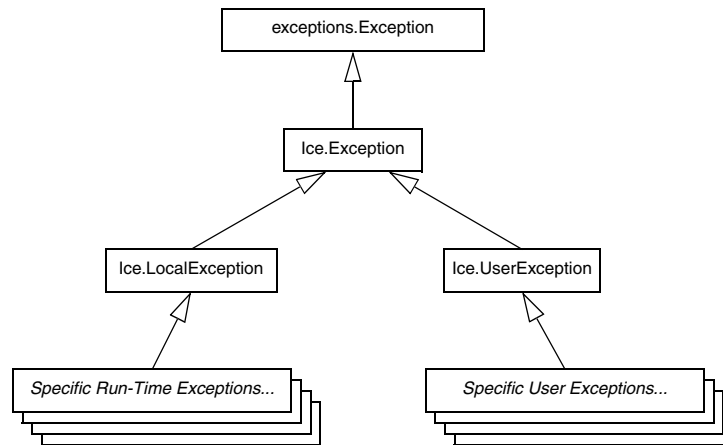 exceptions.Exception
Ice.Exception
Ice.LocalException
Ice.UserException
Specific Run-Time Exceptions...
Specific User Exceptions...